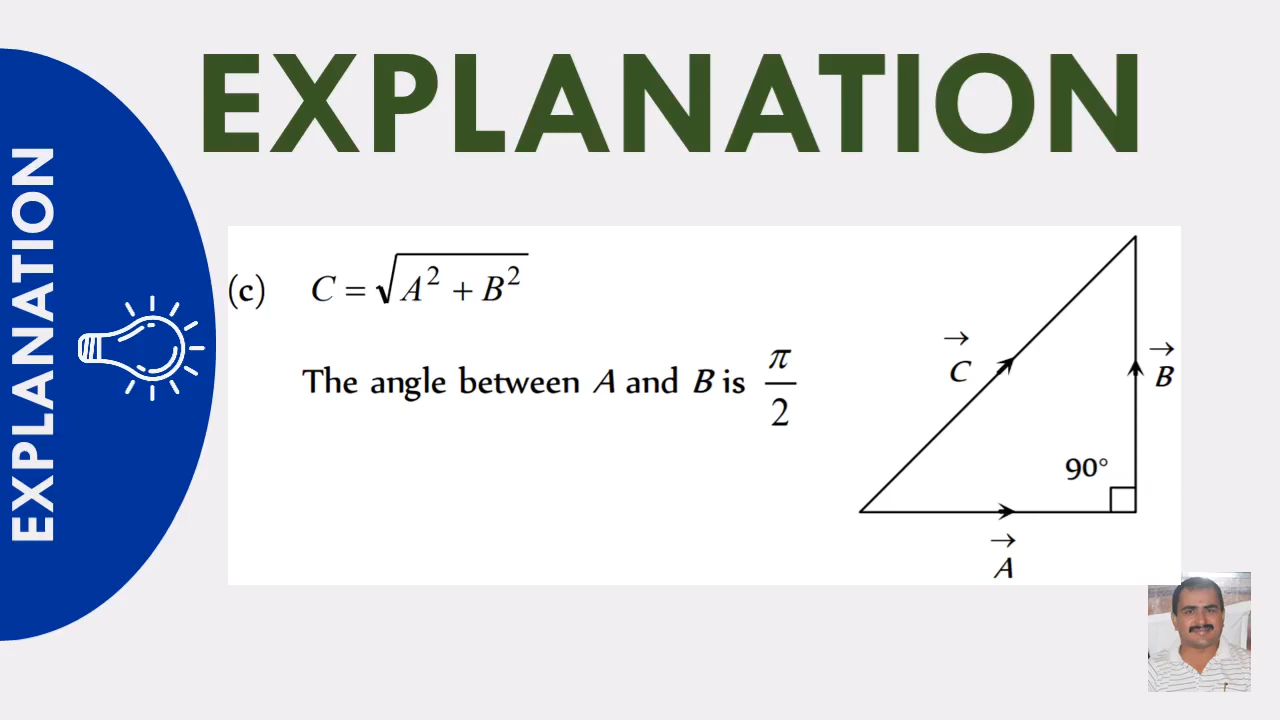 EXPLANATION
EXPLANATION
(c) C = √(A² + B²)
The angle between A and B is π/2
C⃗
B⃗
90°
A⃗